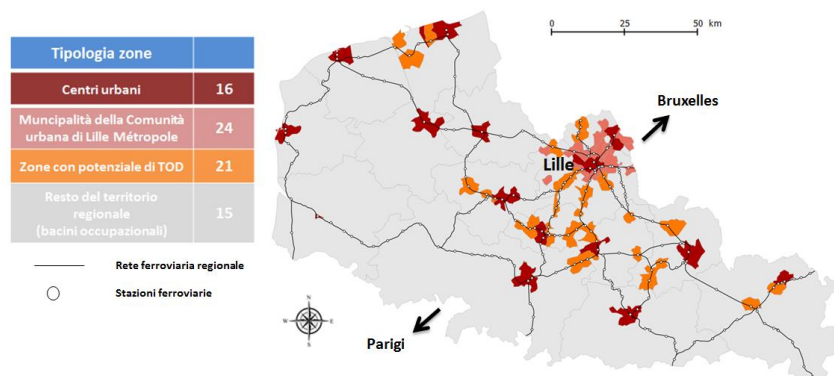 Tipologia zone
Centri urbani 16
Muncipalità della Comunità
urbana di Lille Métropole 24
Zone con potenziale di TOD 21
Resto del territorio
regionale
(bacini occupazionali) 15
Rete ferroviaria regionale
Stazioni ferroviarie
0 25 50 km
Bruxelles
Lille
Parigi
N
W E
S